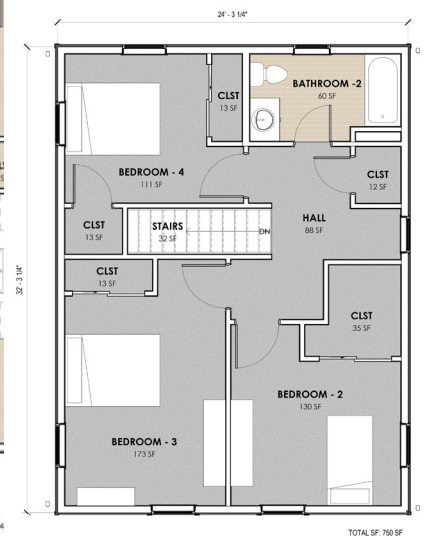 24' - 3 1/4"
BATHROOM -2
60 SF
CLST
13 SF
BEDROOM - 4
111 SF
CLST
12 SF
CLST
13 SF
STAIRS
32 SF
DN
HALL
88 SF
32' - 3 1/4"
CLST
13 SF
CLST
35 SF
BEDROOM - 2
130 SF
BEDROOM - 3
173 SF
TOTAL SF: 750 SF